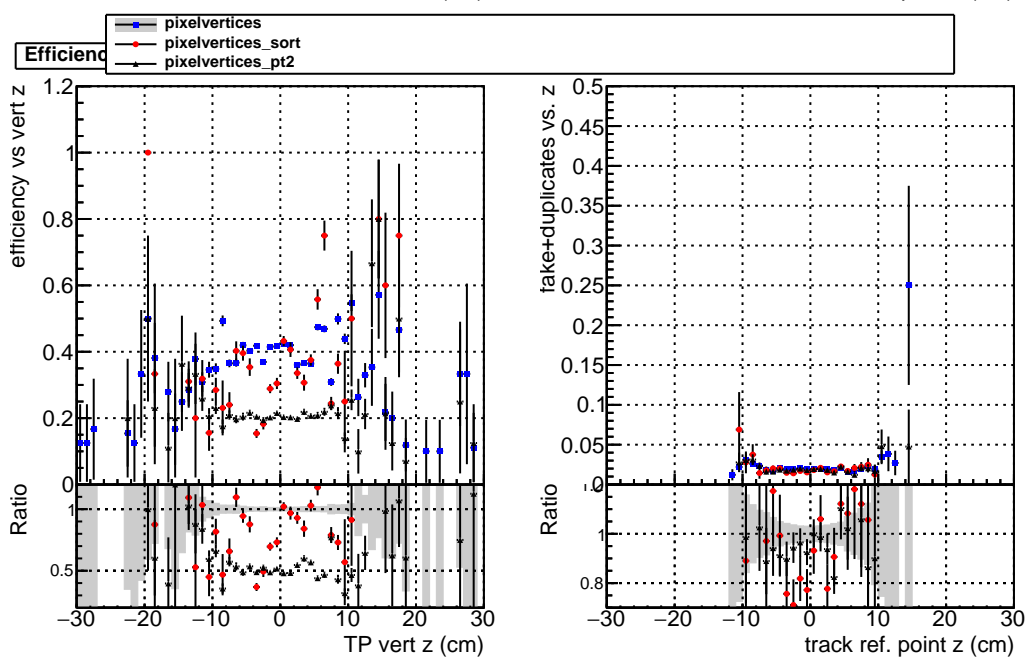 pixelvertices
pixelvertices_sort
pixelvertices_pt2
Efficienc
efficiency vs vert z
1.2
1
0.8
0.6
0.4
0.2
0
Ratio
1
0.5
−30 −20 −10 0 10 20 30
TP vert z (cm)
fake+duplicates vs. z
0.5
0.45
0.4
0.35
0.3
0.25
0.2
0.15
0.1
0.05
0
Ratio
1
0.8
−30 −20 −10 0 10 20 30
track ref. point z (cm)